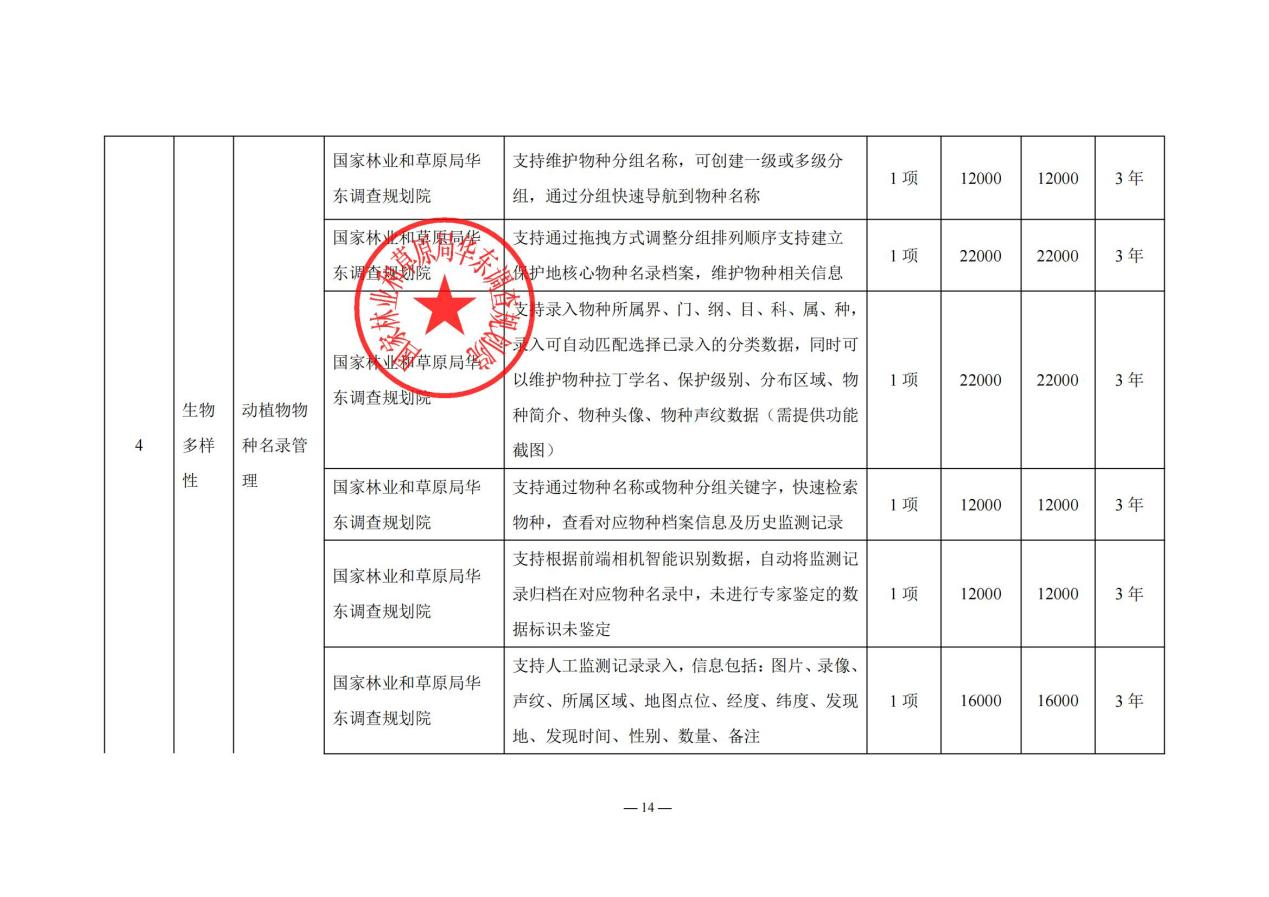 4
生物
多样
性
动植物物
种名录管
理
国家林业和草原局华
东调查规划院
支持维护物种分组名称，可创建一级或多级分
组，通过分组快速导航到物种名称
1 项
12000
12000
3 年
国家林业和草原局华
东调查规划院
支持通过拖拽方式调整分组排列顺序支持建立
保护地核心物种名录档案，维护物种相关信息
1 项
22000
22000
3 年
国家林业和草原局华
东调查规划院
支持录入物种所属界、门、纲、目、科、属、种，
录入可自动匹配选择已录入的分类数据，同时可
以维护物种拉丁学名、保护级别、分布区域、物
种简介、物种头像、物种声纹数据（需提供功能
截图）
1 项
22000
22000
3 年
国家林业和草原局华东调查规划院
国家林业和草原局华
东调查规划院
支持通过物种名称或物种分组关键字，快速检索
物种，查看对应物种档案信息及历史监测记录
1 项
12000
12000
3 年
国家林业和草原局华
东调查规划院
支持根据前端相机智能识别数据，自动将监测记
录归档在对应物种名录中，未进行专家鉴定的数
据标识未鉴定
1 项
12000
12000
3 年
国家林业和草原局华
东调查规划院
支持人工监测记录录入，信息包括：图片、录像、
声纹、所属区域、地图点位、经度、纬度、发现
地、发现时间、性别、数量、备注
1 项
16000
16000
3 年
— 14 —